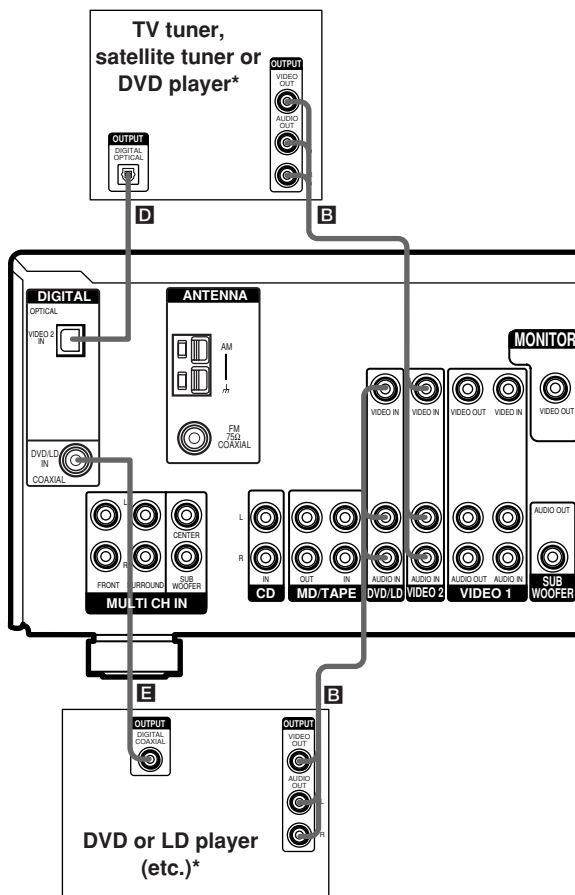 TV tuner,
satellite tuner or
DVD player*
OUTPUT
VIDEO
OUT
AUDIO
OUT
OUTPUT
DIGITAL
OPTICAL
D
B
DIGITAL
OPTICAL
VIDEO 2
IN
DVD/LD
IN
COAXIAL
ANTENNA
AM
FM
75Ω
COAXIAL
MONITOR
VIDEO IN
VIDEO IN
VIDEO OUT
VIDEO IN
VIDEO OUT
L
R
CENTER
FRONT
SURROUND
SUB
WOOFER
MULTI CH IN
L
R
IN
CD
OUT
IN
MD/TAPE
AUDIO IN
DVD/LD
AUDIO IN
VIDEO 2
AUDIO OUT
AUDIO IN
VIDEO 1
AUDIO OUT
SUB
WOOFER
E
B
OUTPUT
DIGITAL
COAXIAL
OUTPUT
VIDEO
OUT
AUDIO
OUT
L
R
DVD or LD player
(etc.)*